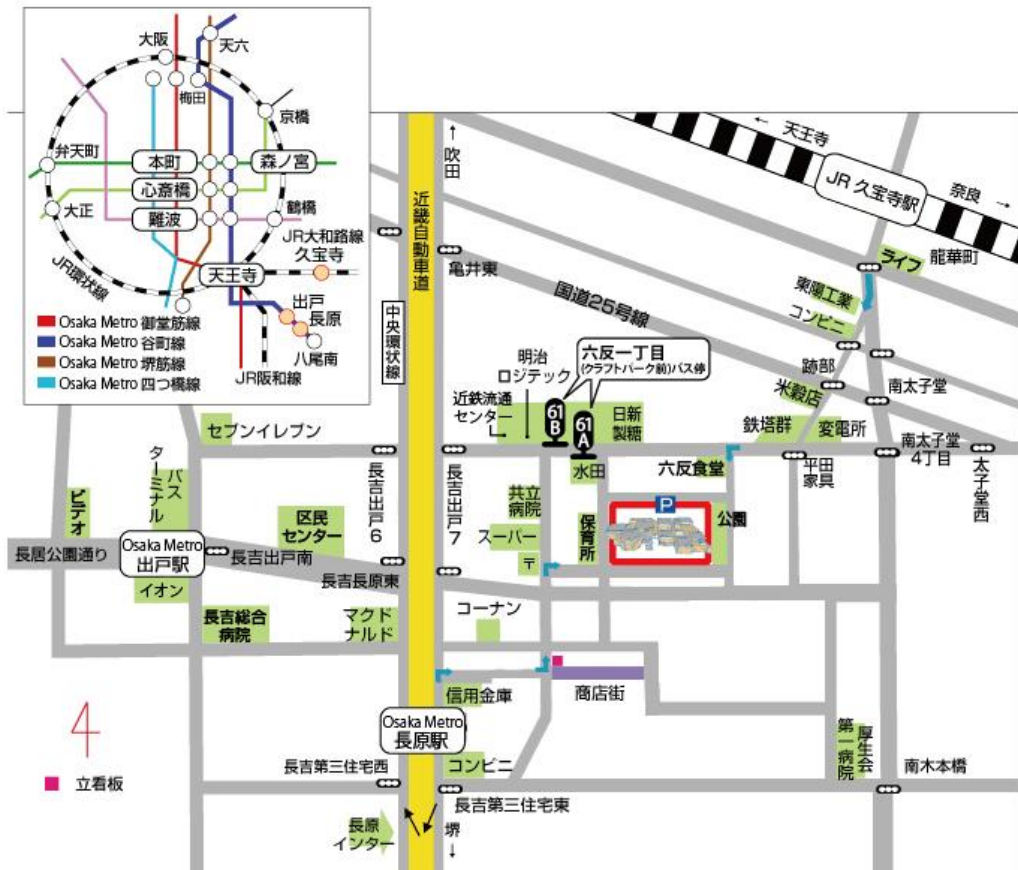 大阪
天六
梅田
京橋
弁天町
本町
森ノ宮
心斎橋
大正
難波
鶴橋
JR大和路線
久宝寺
JR環状線
天王寺
出戸
長原
八尾南
JR阪和線
Osaka Metro 御堂筋線
Osaka Metro 谷町線
Osaka Metro 堺筋線
Osaka Metro 四つ橋線
↑吹田
近畿自動車道
中央環状線
← 天王寺
JR 久宝寺駅
奈良 →
龍華町
ライフ
東陽工業
コンビニ
亀井東
国道25号線
跡部
米穀店
南太子堂
六反一丁目
(クラフトパーク前)バス停
明治
ロジテック
近鉄流通
センター
61B
61A
日新
製糖
水田
鉄塔群
変電所
南太子堂
4丁目
太子堂西
六反食堂
平田
家具
セブンイレブン
バス
ターミナル
ビデオ
長吉出戸6
長吉出戸7
共立
病院
スーパー
〒
保育所
P
公園
区民
センター
長居公園通り
Osaka Metro
出戸駅
長吉出戸南
長吉長原東
イオン
長吉総合
病院
マクド
ナルド
コーナン
信用金庫
商店街
Osaka Metro
長原駅
コンビニ
厚生会
第一病院
南木本橋
長吉第三住宅西
長吉第三住宅東
長原
インター
堺↓
4
立看板